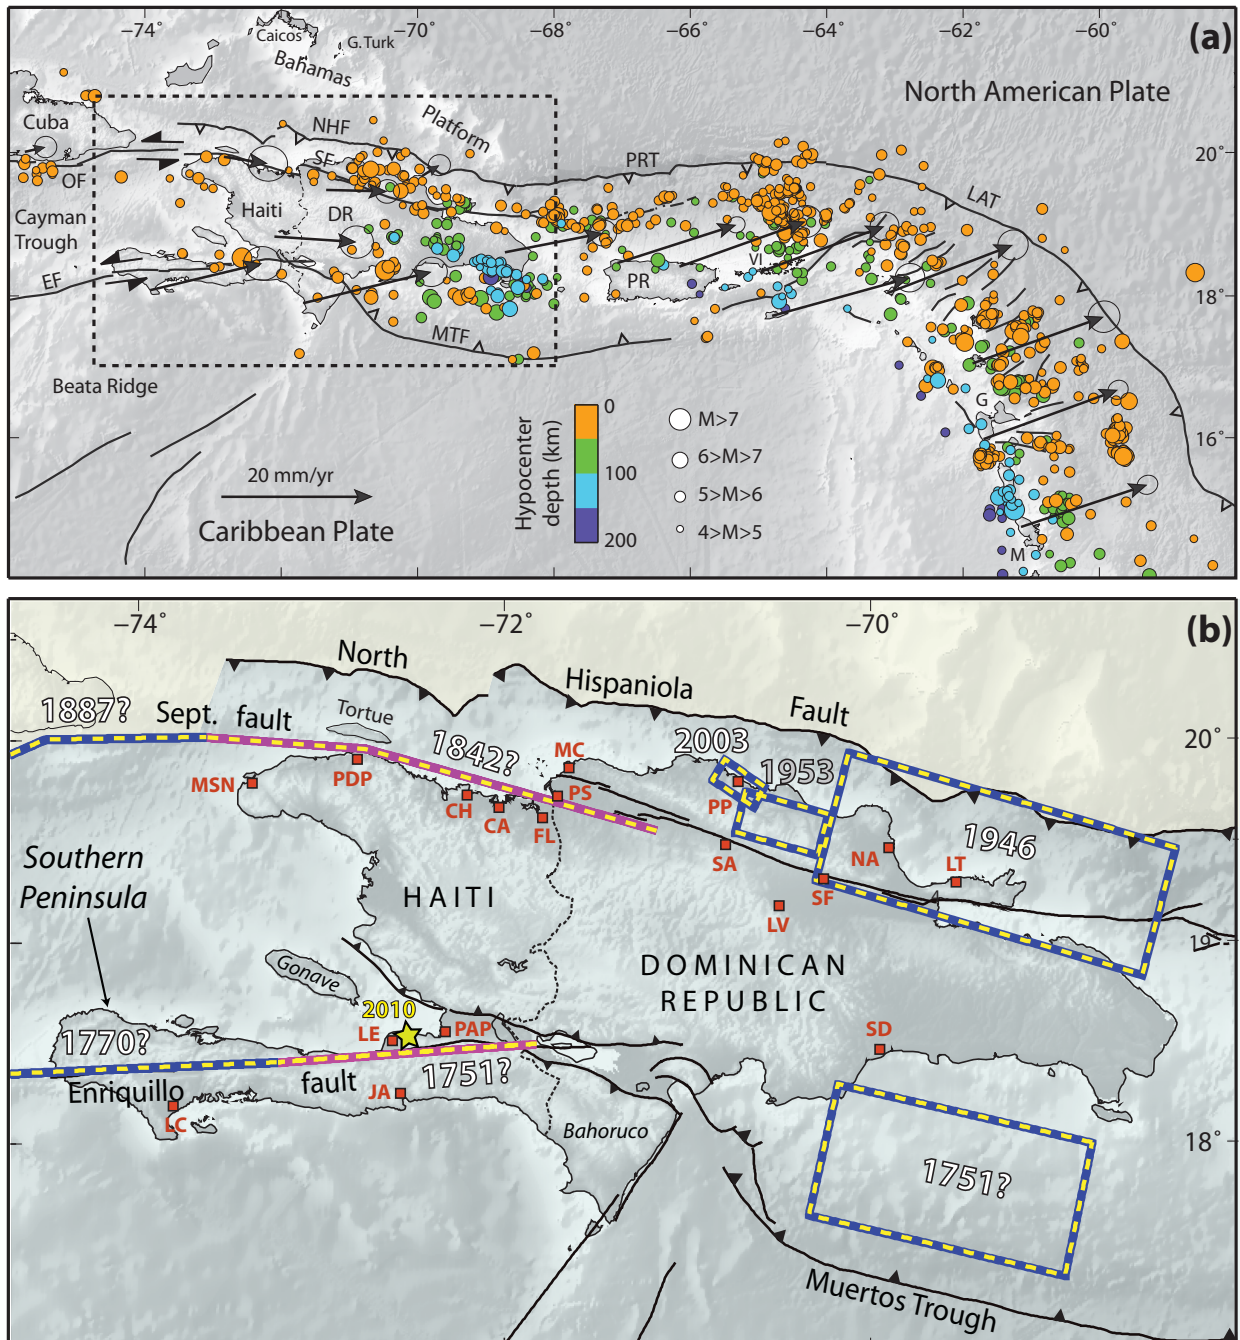 −74
−70
−68
−66
−64
−62
−60
(a)
Caicos
G. Turk
Bahamas
Platform
North American Plate
Cuba
NHF
SF
PRT
20°
OF
LAT
Haiti
DR
Cayman
Trough
EF
VI
PR
18°
MTF
Beata Ridge
G
0
100
200
Hypocenter
depth (km)
M>7
6>M>7
5>M>6
4>M>5
16°
20 mm/yr
Caribbean Plate
M
−74
−72
−70
(b)
North
Hispaniola
Fault
1887?
Sept. fault
Tortue
1842?
MC
2003
1953
20°
MSN
PDP
CH
CA
FL
PS
PP
SA
NA
LT
1946
SF
LV
Southern
Peninsula
HAITI
DOMINICAN
REPUBLIC
19°
Gonave
2010
LE
PAP
SD
1770?
1751?
Enriquillo
fault
JA
LC
Bahoruco
18°
1751?
Muertos Trough